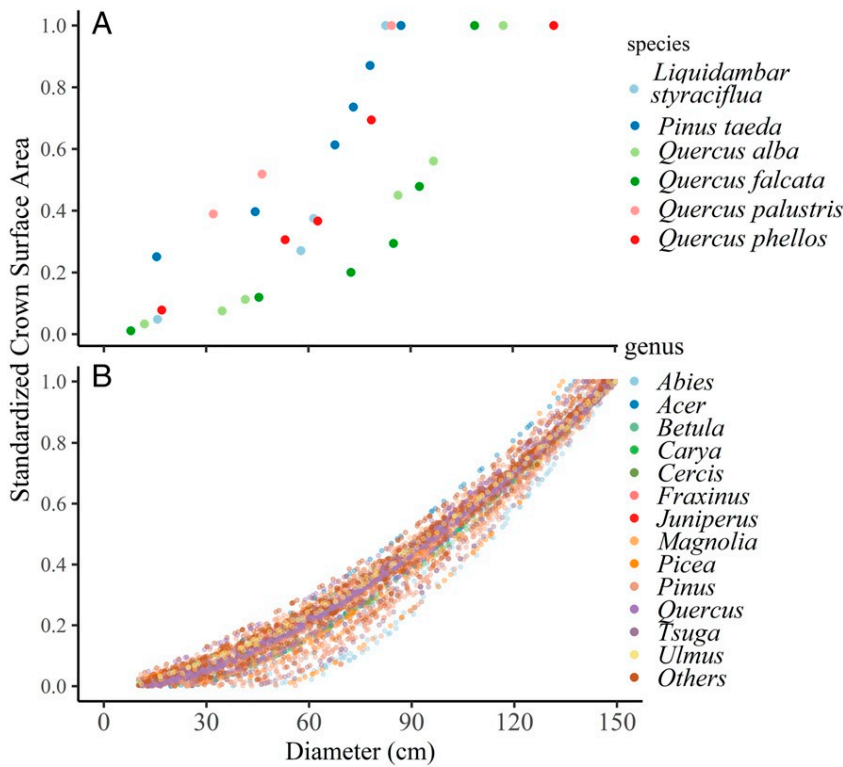 A
1.0
0.8
0.6
0.4
0.2
0.0
Standardized Crown Surface Area
species
Liquidambar
styraciflua
Pinus taeda
Quercus alba
Quercus falcata
Quercus palustris
Quercus phellos
B
1.0
0.8
0.6
0.4
0.2
0.0
0 30 60 90 120 150
Diameter (cm)
genus
Abies
Acer
Betula
Carya
Cercis
Fraxinus
Juniperus
Magnolia
Picea
Pinus
Quercus
Tsuga
Ulmus
Others